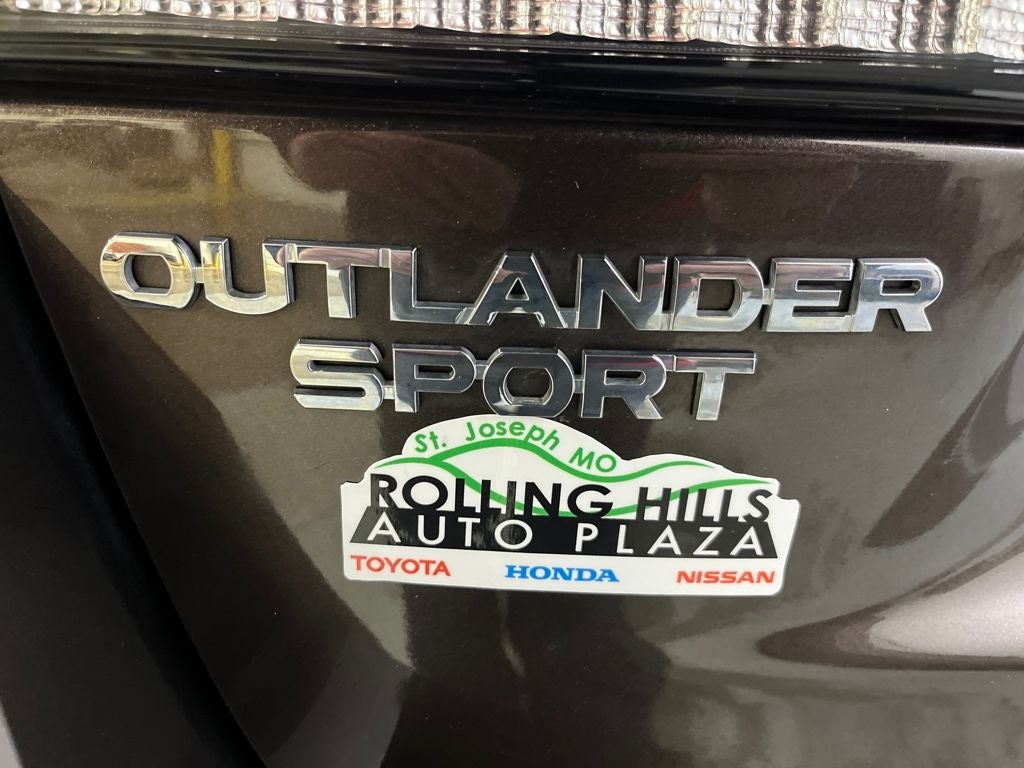 OUTLANDER
SPORT
St. Joseph MO
ROLLING HILLS
AUTO PLAZA
TOYOTA HONDA NISSAN